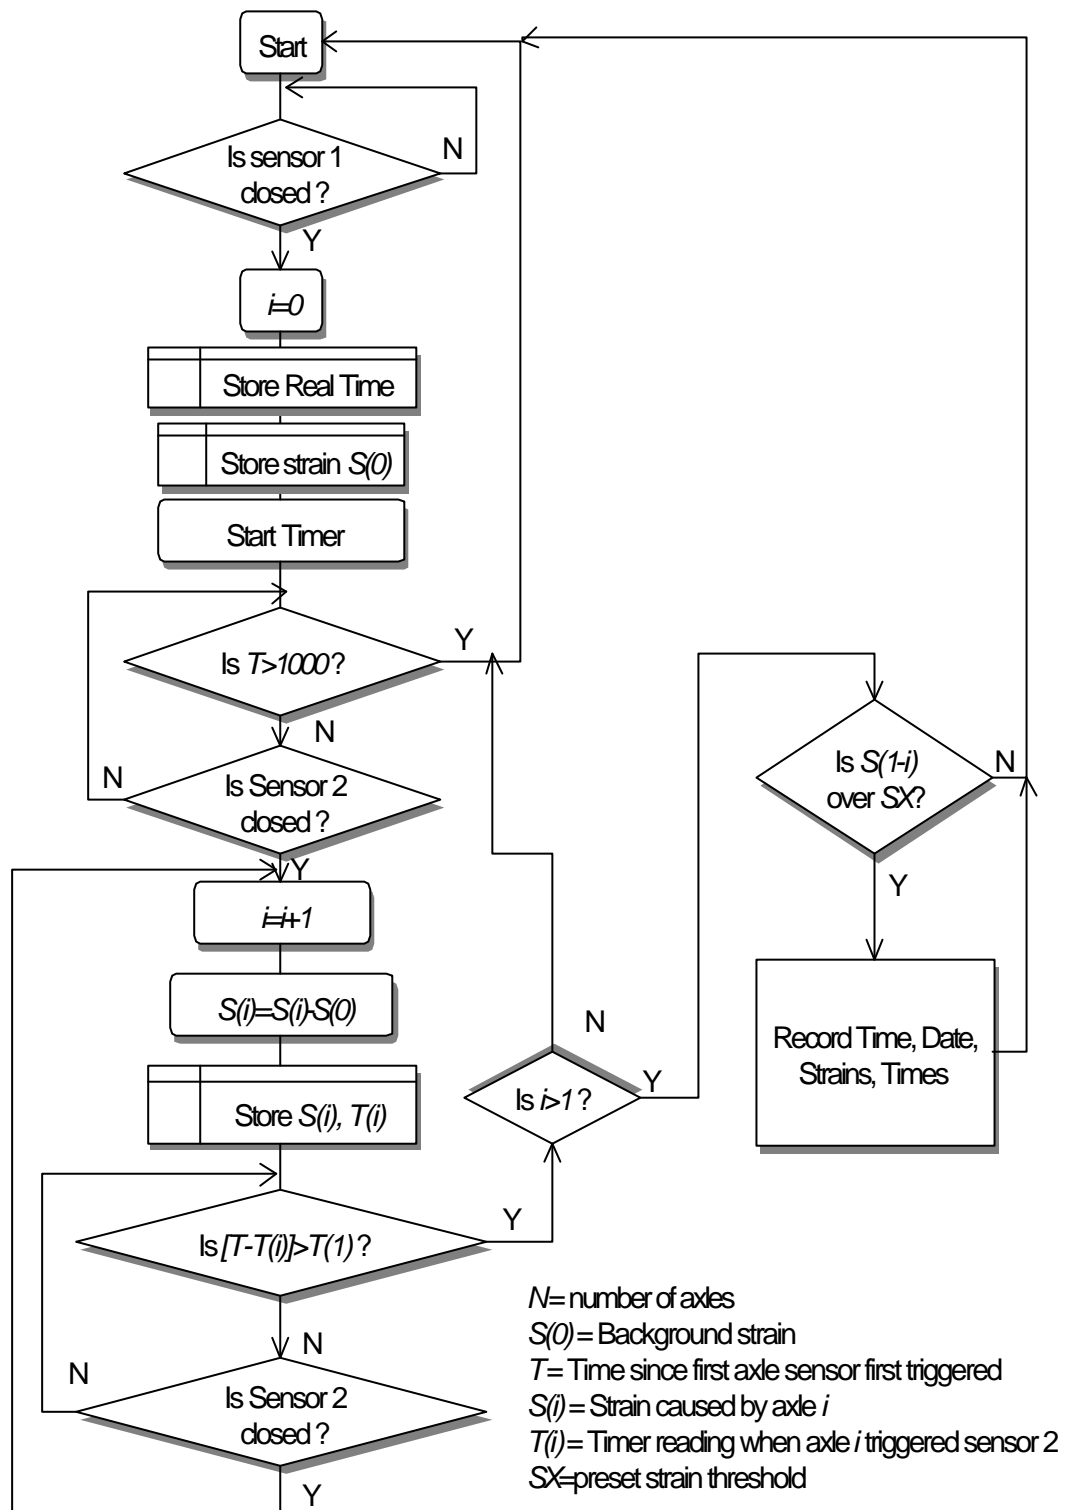 Start
Is sensor 1
closed ?
N
Y
i=0
Store Real Time
Store strain S(0)
Start Timer
Is T>1000?
Y
N
Is Sensor 2
closed ?
N
Y
i=i+1
S(i)=S(i)-S(0)
Store S(i), T(i)
Is [T-T(i)]>T(1) ?
Y
N
Is Sensor 2
closed ?
N
Y
Is i>1 ?
N
Y
Is S(1-i)
over SX?
N
Y
Record Time, Date,
Strains, Times
N= number of axles
S(0) = Background strain
T= Time since first axle sensor first triggered
S(i) = Strain caused by axle i
T(i) = Timer reading when axle i triggered sensor 2
SX=preset strain threshold